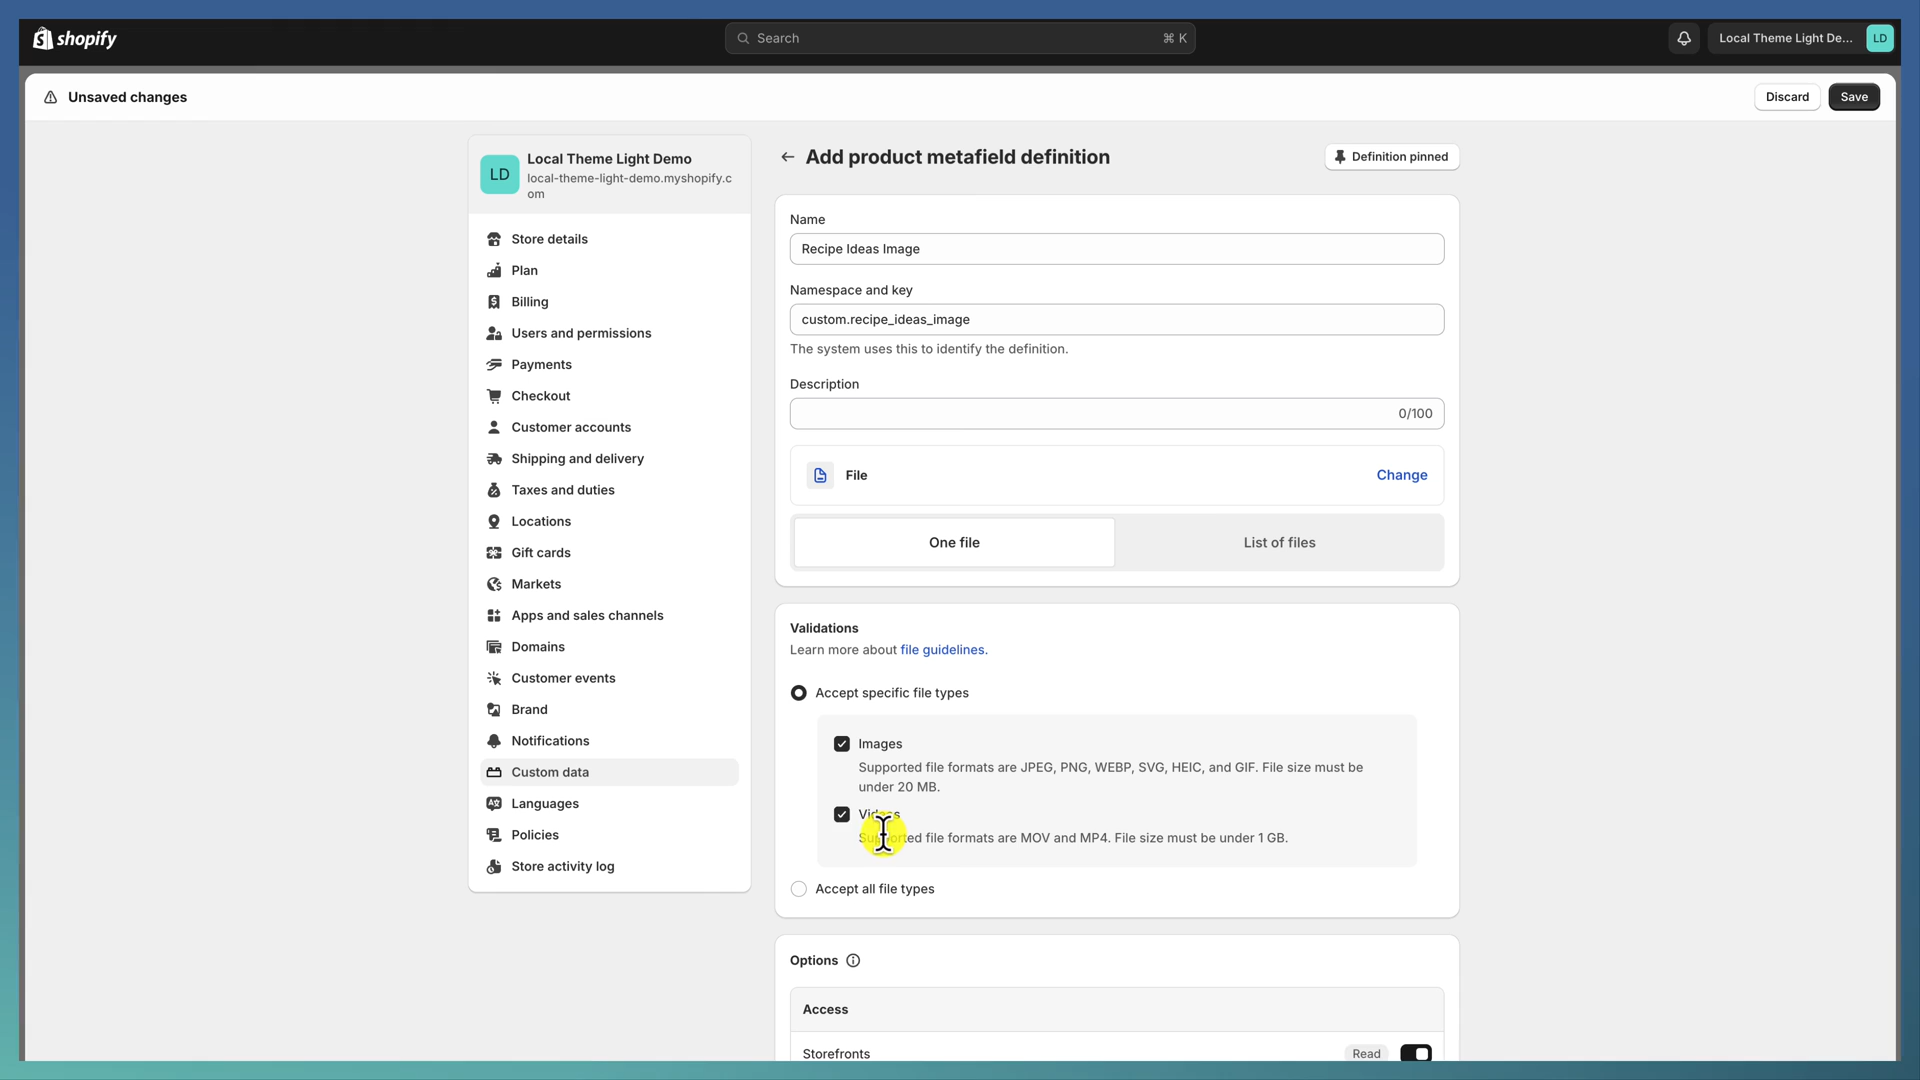 shopify
Search
⌘ K
Local Theme Light De...
LD
Unsaved changes
Discard
Save
LD
Local Theme Light Demo
local-theme-light-demo.myshopify.c
om
Store details
Plan
Billing
Users and permissions
Payments
Checkout
Customer accounts
Shipping and delivery
Taxes and duties
Locations
Gift cards
Markets
Apps and sales channels
Domains
Customer events
Brand
Notifications
Custom data
Languages
Policies
Store activity log
Add product metafield definition
Definition pinned
Name
Recipe Ideas Image
Namespace and key
custom.recipe_ideas_image
The system uses this to identify the definition.
Description
0/100
File
Change
One file
List of files
Validations
Learn more about file guidelines.
Accept specific file types
Images
Supported file formats are JPEG, PNG, WEBP, SVG, HEIC, and GIF. File size must be
under 20 MB.
Videos
Supported file formats are MOV and MP4. File size must be under 1 GB.
Accept all file types
Options
Access
Storefronts
Read